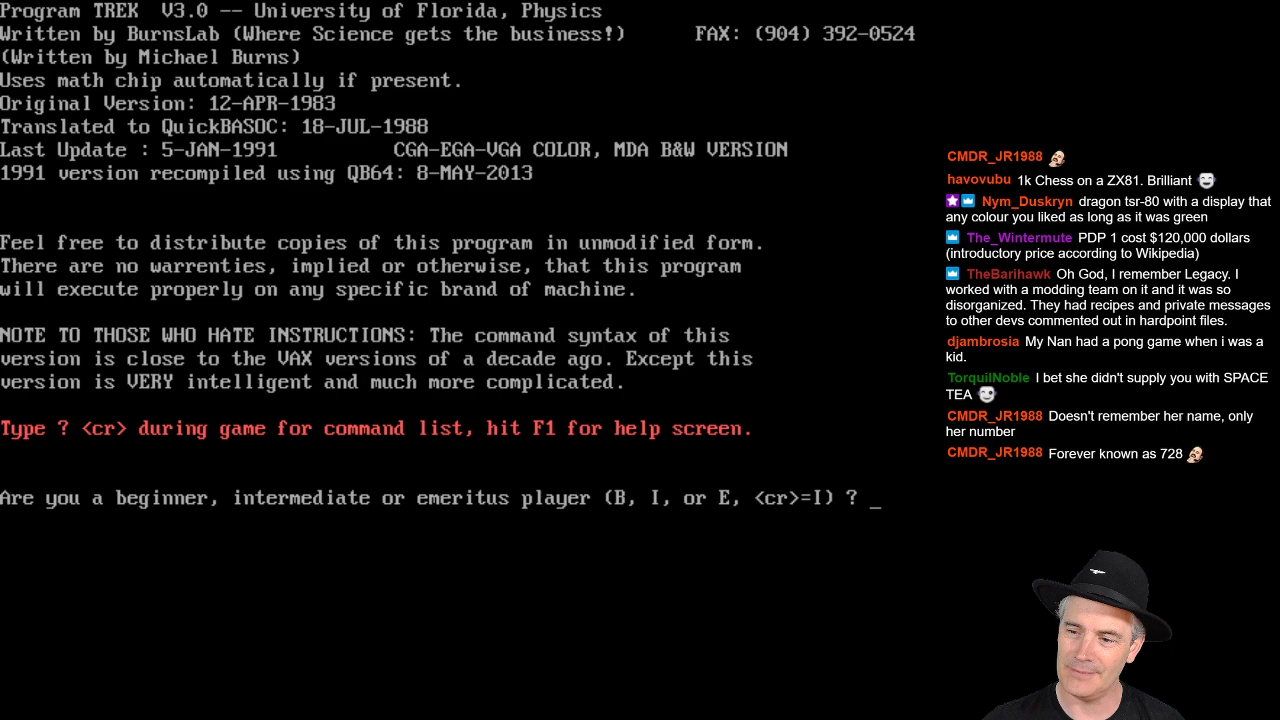 Program TREK  V3.0 -- University of Florida, Physics
Written by BurnsLab (Where Science gets the business!)      FAX: (904) 392-0524
(Written by Michael Burns)
Uses math chip automatically if present.
Original Version: 12-APR-1983
Translated to QuickBASOC: 18-JUL-1988
Last Update : 5-JAN-1991          CGA-EGA-VGA COLOR, MDA B&W VERSION
1991 version recompiled using QB64: 8-MAY-2013
Feel free to distribute copies of this program in unmodified form.
There are no warrenties, implied or otherwise, that this program
will execute properly on any specific brand of machine.
NOTE TO THOSE WHO HATE INSTRUCTIONS: The command syntax of this
version is close to the VAX versions of a decade ago. Except this
version is VERY intelligent and much more complicated.
Type ? <cr> during game for command list, hit F1 for help screen.
Are you a beginner, intermediate or emeritus player (B, I, or E, <cr>=I) ? _
CMDR_JR1988
havovubu 1k Chess on a ZX81. Brilliant
Nym_Duskryn dragon tsr-80 with a display that
any colour you liked as long as it was green
The_Wintermute PDP 1 cost $120,000 dollars
(introductory price according to Wikipedia)
TheBarihawk Oh God, I remember Legacy. I
worked with a modding team on it and it was so
disorganized. They had recipes and private messages
to other devs commented out in hardpoint files.
djambrosia My Nan had a pong game when i was a
kid.
TorquilNoble I bet she didn't supply you with SPACE
TEA
CMDR_JR1988 Doesn't remember her name, only
her number
CMDR_JR1988 Forever known as 728